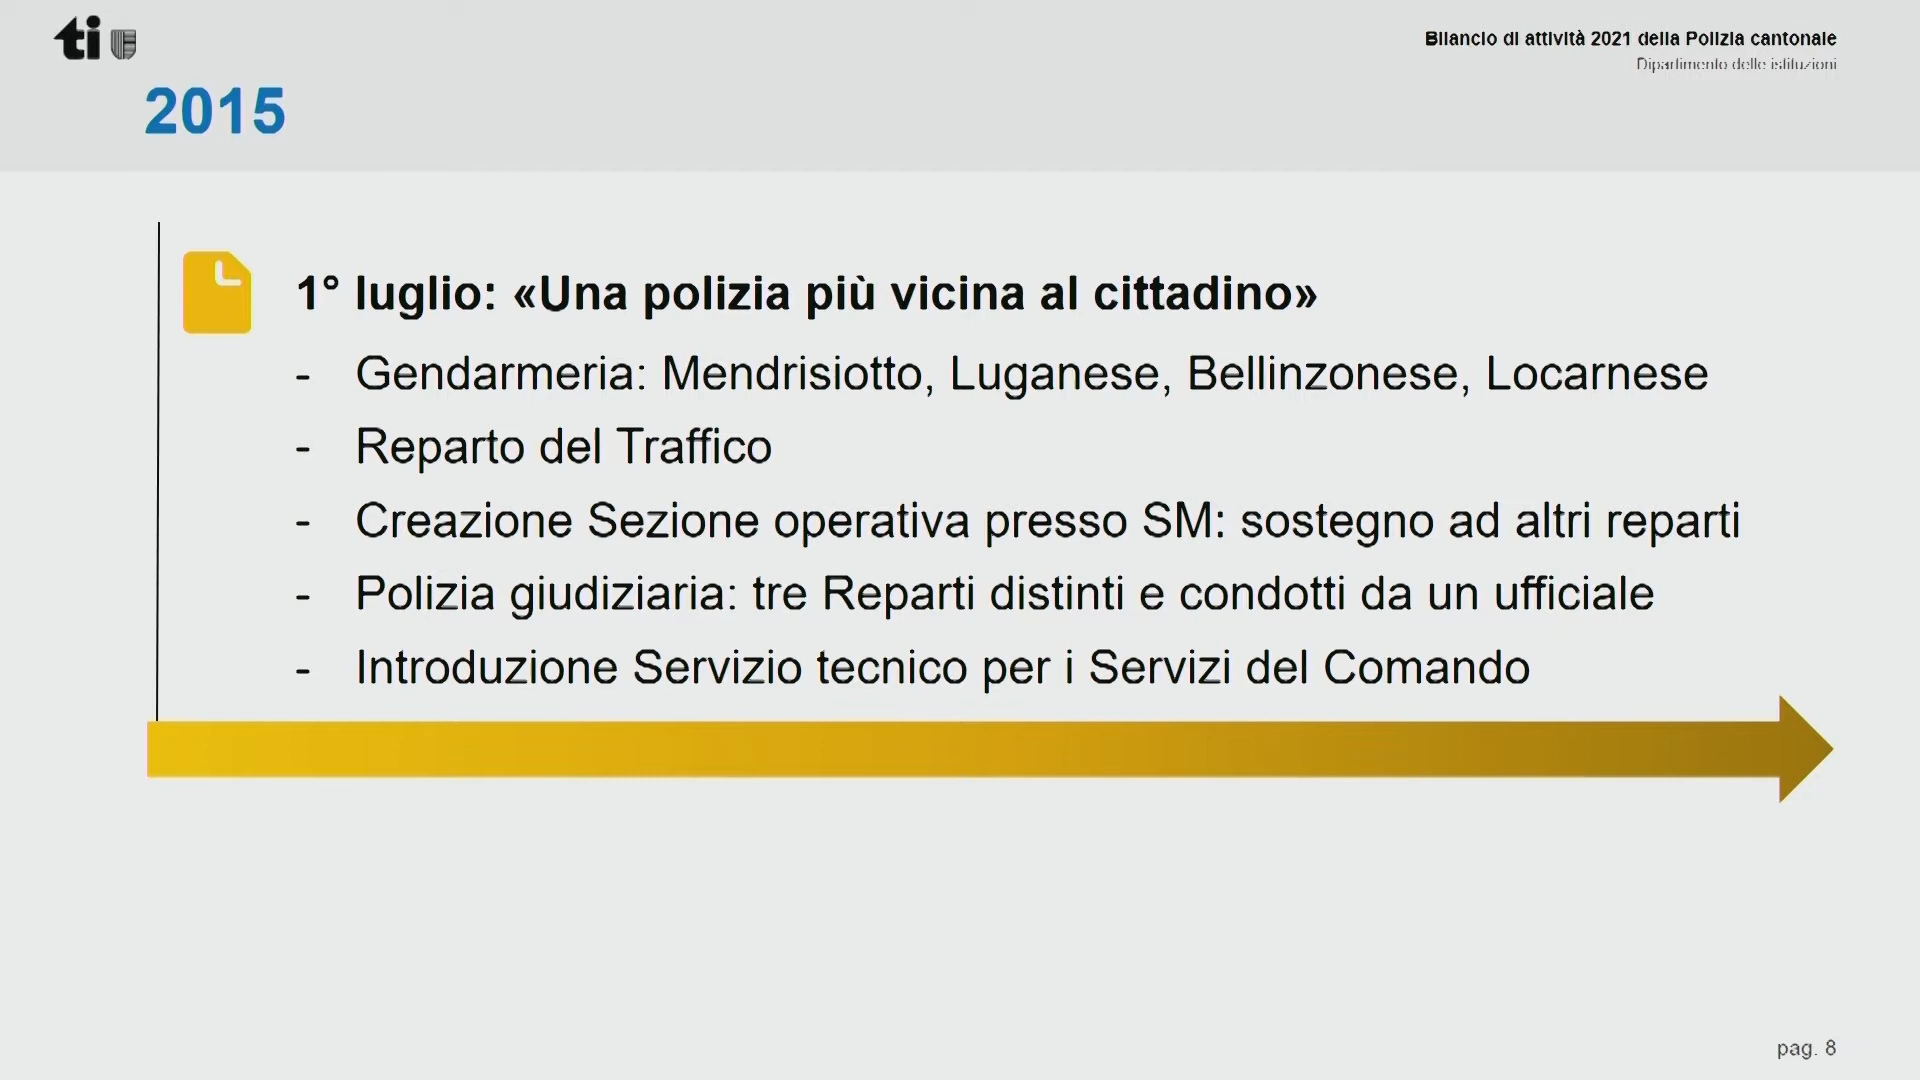 ti
Bilancio di attività 2021 della Polizia cantonale
Dipartimento delle istituzioni
2015
1° luglio: «Una polizia più vicina al cittadino»
- Gendarmeria: Mendrisiotto, Luganese, Bellinzonese, Locarnese
- Reparto del Traffico
- Creazione Sezione operativa presso SM: sostegno ad altri reparti
- Polizia giudiziaria: tre Reparti distinti e condotti da un ufficiale
- Introduzione Servizio tecnico per i Servizi del Comando
pag. 8